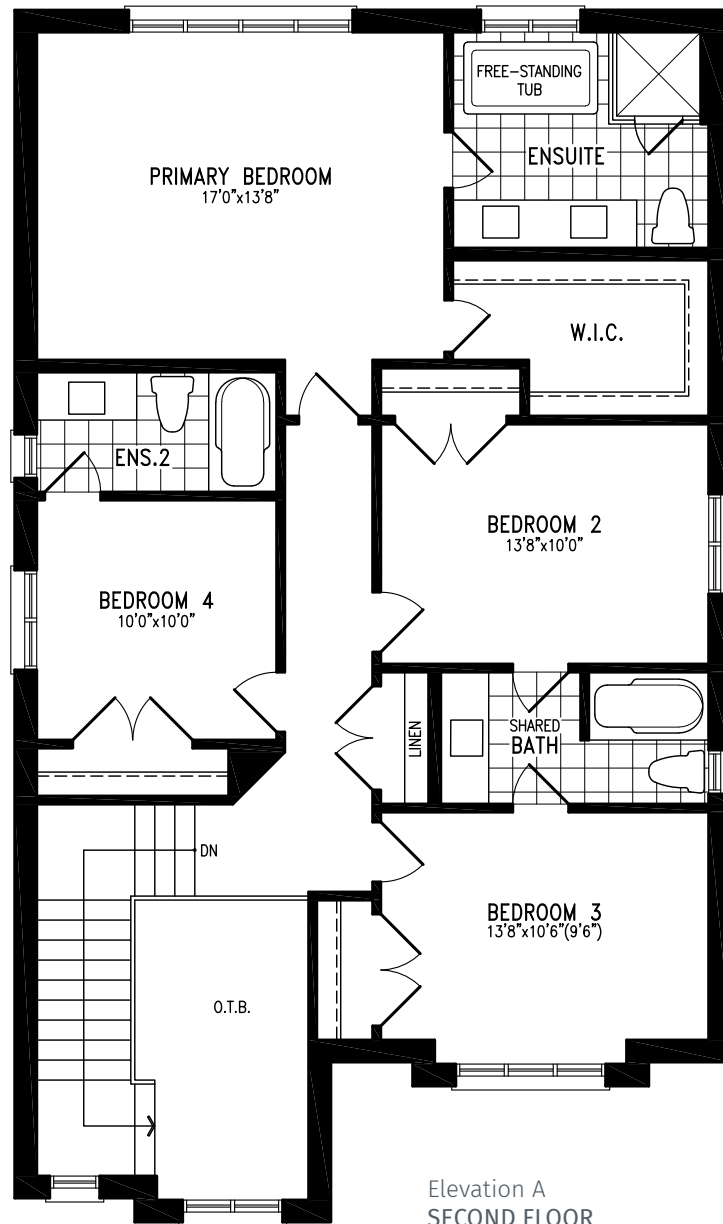 FREE-STANDING
TUB
ENSUITE
PRIMARY BEDROOM
17'0"x13'8"
W.I.C.
ENS.2
BEDROOM 2
13'8"x10'0"
BEDROOM 4
10'0"x10'0"
LINEN
SHARED
BATH
DN
BEDROOM 3
13'8"x10'6"(9'6")
O.T.B.
Elevation A
SECOND FLOOR